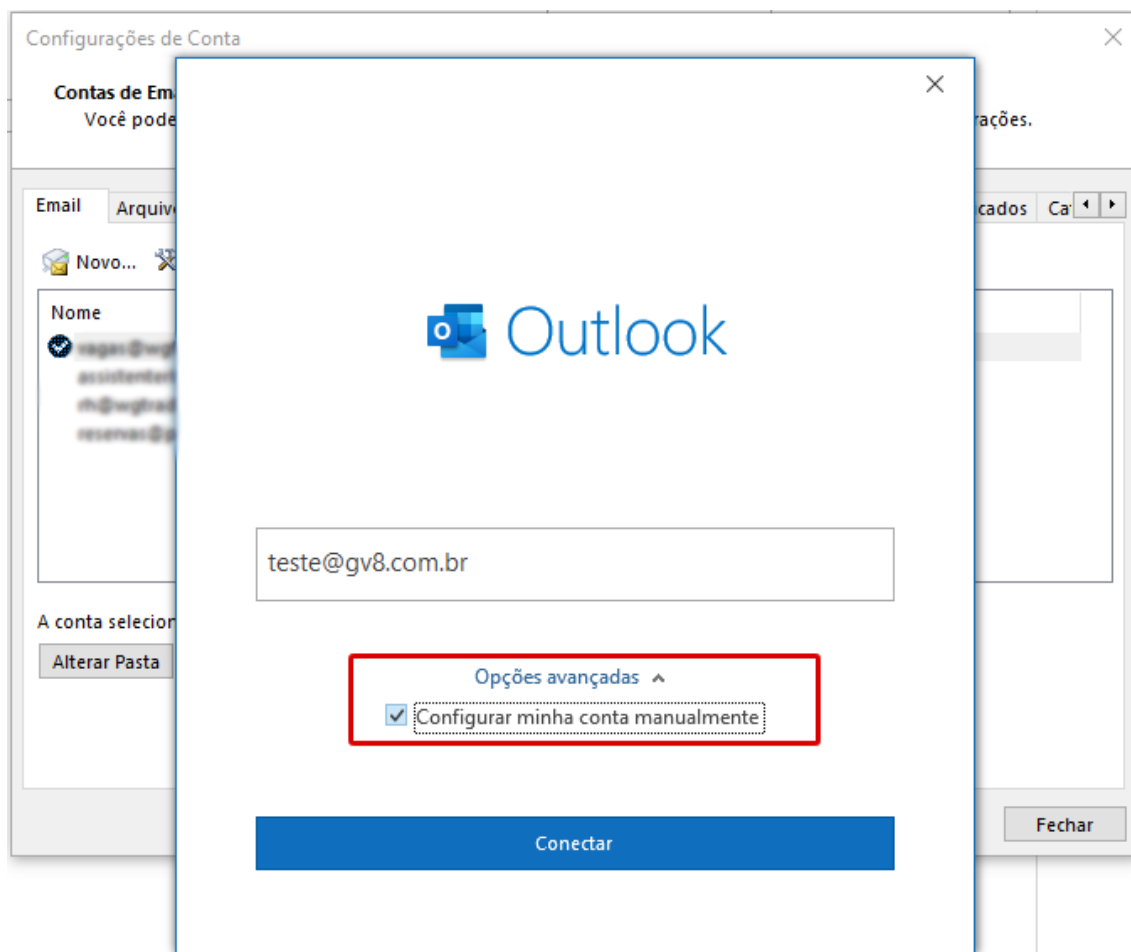 Configurações de Conta
Contas de Em
Você pode
rações.
Email
Arquiv
cados
Ca
Novo...
Nome
A conta selecion
Alterar Pasta
Outlook
teste@gv8.com.br
Opções avançadas
Configurar minha conta manualmente
Conectar
Fechar